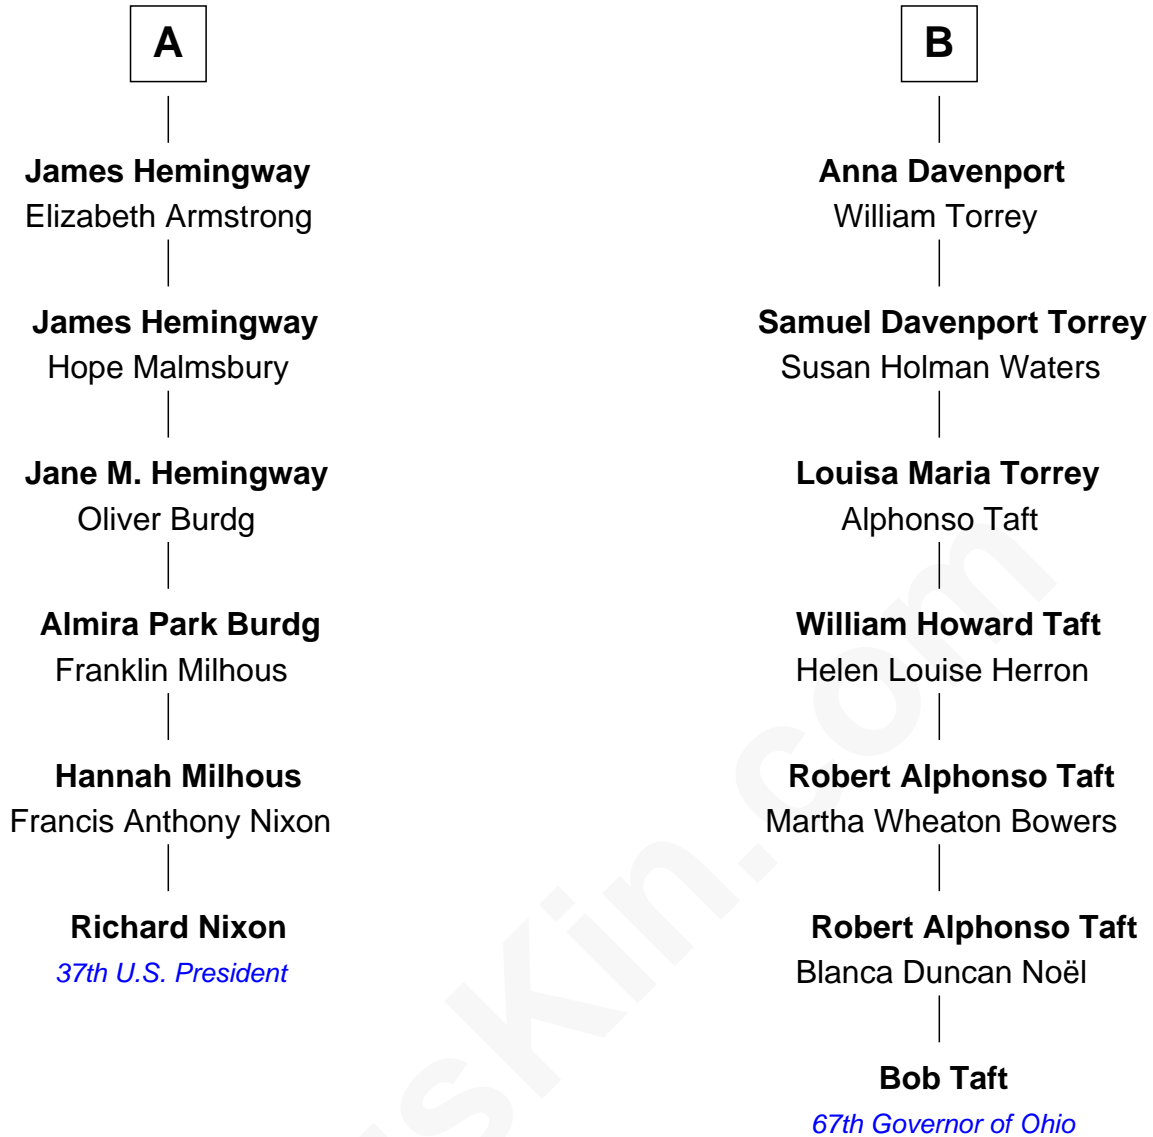 A
James Hemingway
Elizabeth Armstrong
James Hemingway
Hope Malmsbury
Jane M. Hemingway
Oliver Burdg
Almira Park Burdg
Franklin Milhous
Hannah Milhous
Francis Anthony Nixon
Richard Nixon
37th U.S. President
B
Anna Davenport
William Torrey
Samuel Davenport Torrey
Susan Holman Waters
Louisa Maria Torrey
Alphonso Taft
William Howard Taft
Helen Louise Herron
Robert Alphonso Taft
Martha Wheaton Bowers
Robert Alphonso Taft
Blanca Duncan Noël
Bob Taft
67th Governor of Ohio
sKin.com